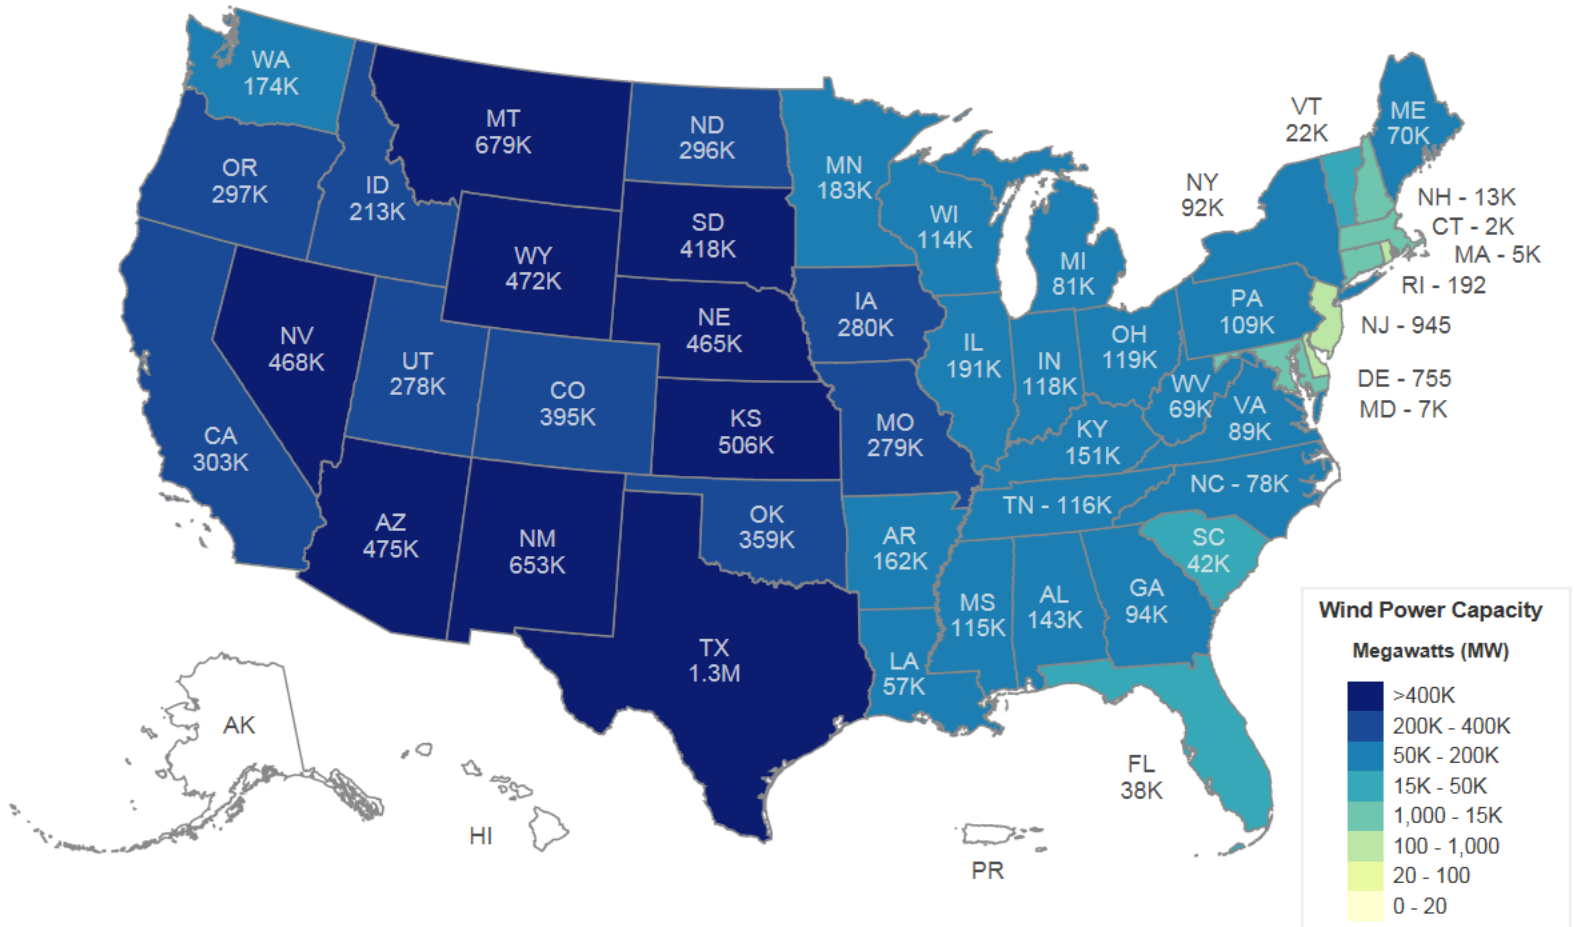 WA
174K
MT
679K
ND
296K
MN
183K
VT
22K
ME
70K
OR
297K
ID
213K
NY
92K
NH - 13K
CT - 2K
MA - 5K
RI - 192
WI
114K
SD
418K
WY
472K
MI
81K
IA
280K
NE
465K
PA
109K
NJ - 945
NV
468K
UT
278K
IL
191K
IN
118K
OH
119K
DE - 755
MD - 7K
CO
395K
WV
69K
VA
89K
CA
303K
KS
506K
MO
279K
KY
151K
NC - 78K
TN - 116K
AZ
475K
NM
653K
OK
359K
AR
162K
SC
42K
MS
115K
AL
143K
GA
94K
TX
1.3M
LA
57K
FL
38K
AK
HI
PR
Wind Power Capacity
Megawatts (MW)
>400K
200K - 400K
50K - 200K
15K - 50K
1,000 - 15K
100 - 1,000
20 - 100
0 - 20